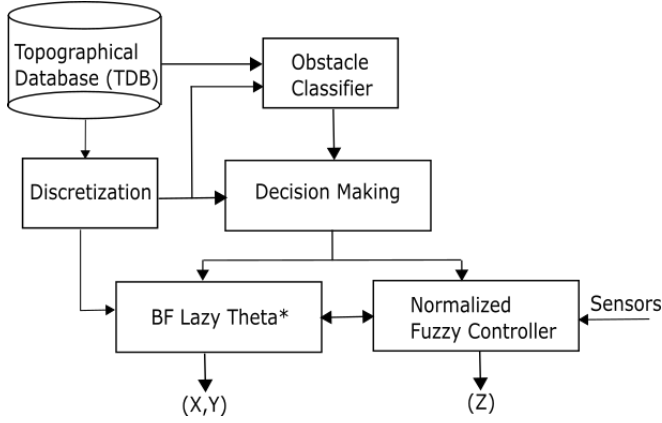 Topographical
Database (TDB)
Obstacle
Classifier
Discretization
Decision Making
BF Lazy Theta*
Normalized
Fuzzy Controller
Sensors
(X,Y)
(Z)